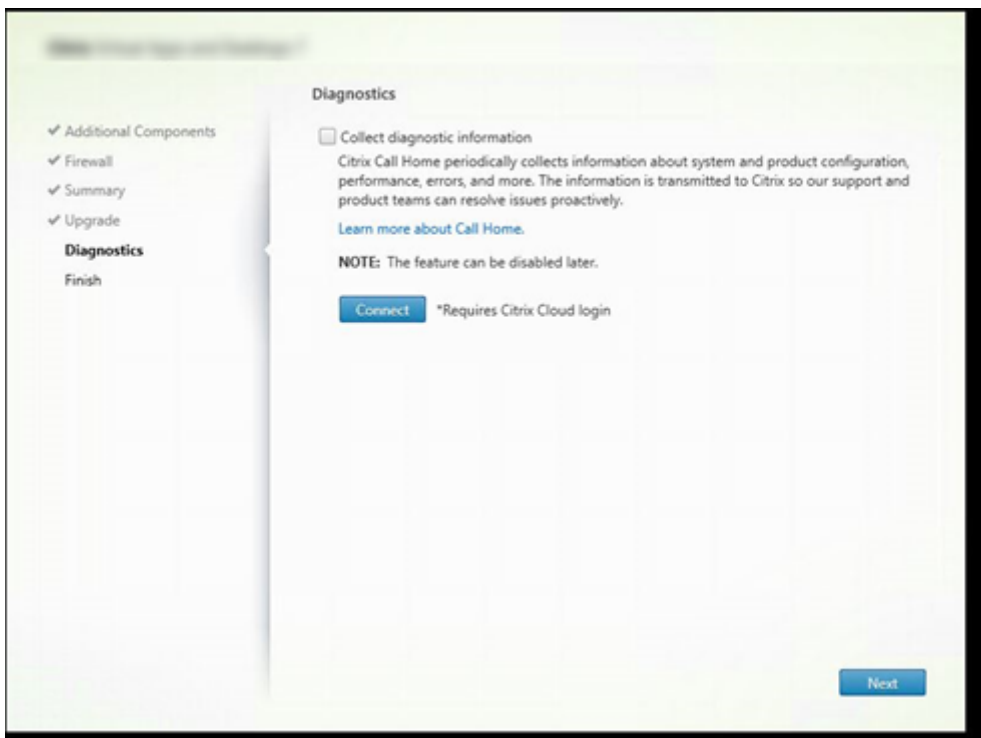 Diagnostics
Additional Components
Firewall
Summary
Upgrade
Diagnostics
Finish
Collect diagnostic information
Citrix Call Home periodically collects information about system and product configuration,
performance, errors, and more. The information is transmitted to Citrix so our support and
product teams can resolve issues proactively.
Learn more about Call Home.
NOTE: The feature can be disabled later.
Connect *Requires Citrix Cloud login
Next